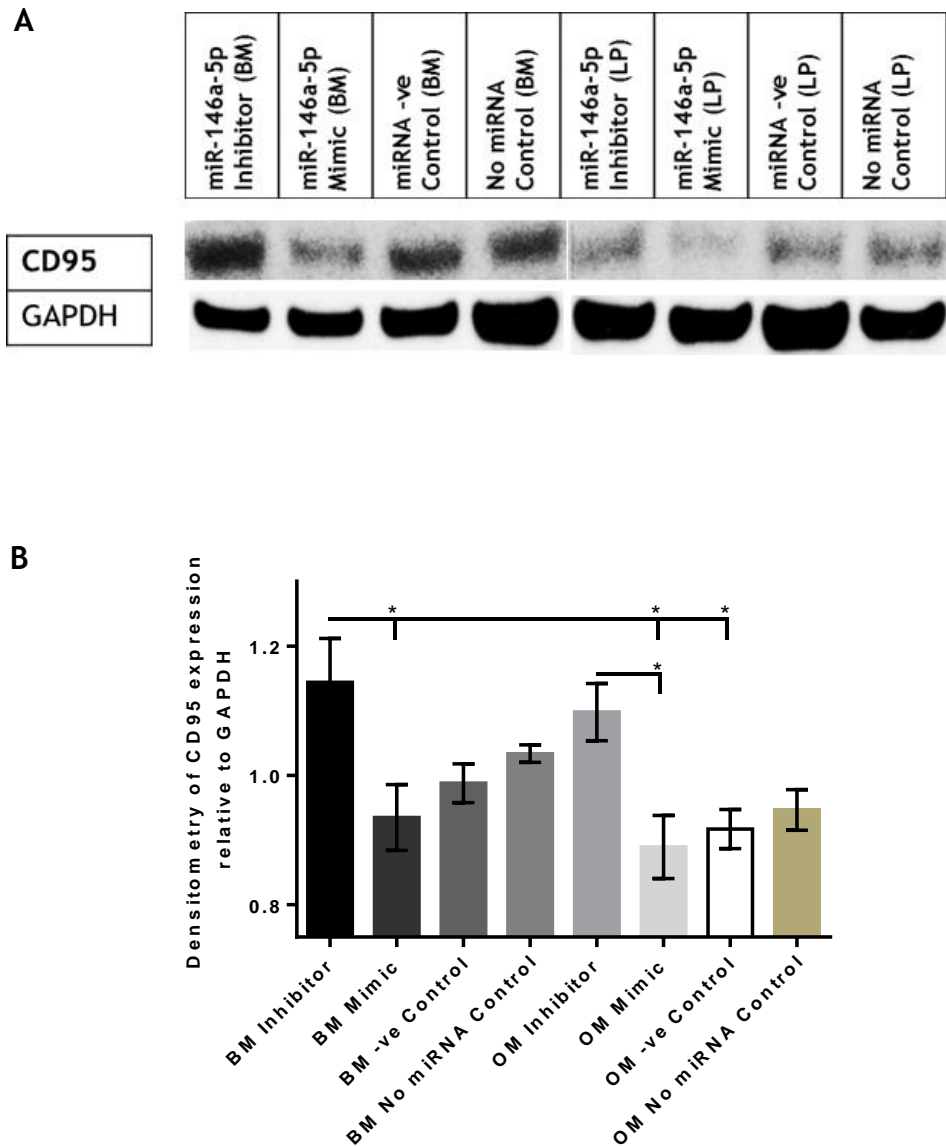 A
miR-146a-5p
Inhibitor (BM)
miR-146a-5p
Mimic (BM)
miRNA -ve
Control (BM)
No miRNA
Control (BM)
miR-146a-5p
Inhibitor (LP)
miR-146a-5p
Mimic (LP)
miRNA -ve
Control (LP)
No miRNA
Control (LP)
CD95
GAPDH
B
Densitometry of CD95 expression
relative to GAPDH
* * *
*
1.2
1.0
0.8
BM Inhibitor
BM Mimic
BM -ve Control
BM No miRNA Control
OM Inhibitor
OM Mimic
OM -ve Control
OM No miRNA Control